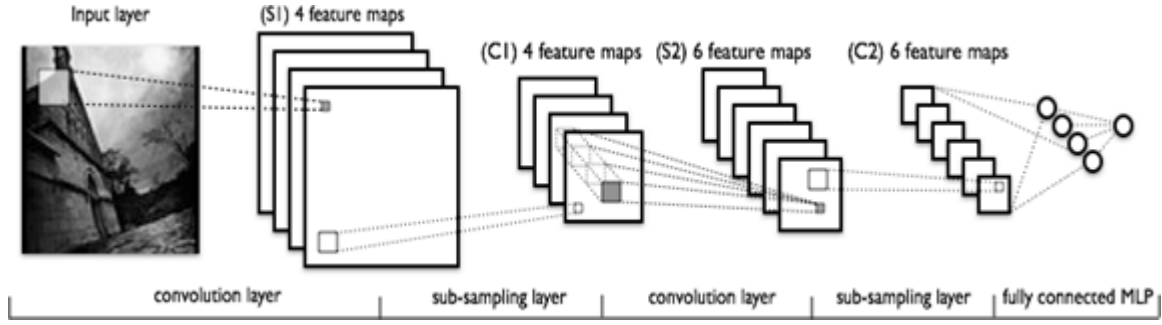 Input layer
(S1) 4 feature maps
(C1) 4 feature maps
(S2) 6 feature maps
(C2) 6 feature maps
convolution layer
sub-sampling layer
convolution layer
sub-sampling layer
fully connected MLP